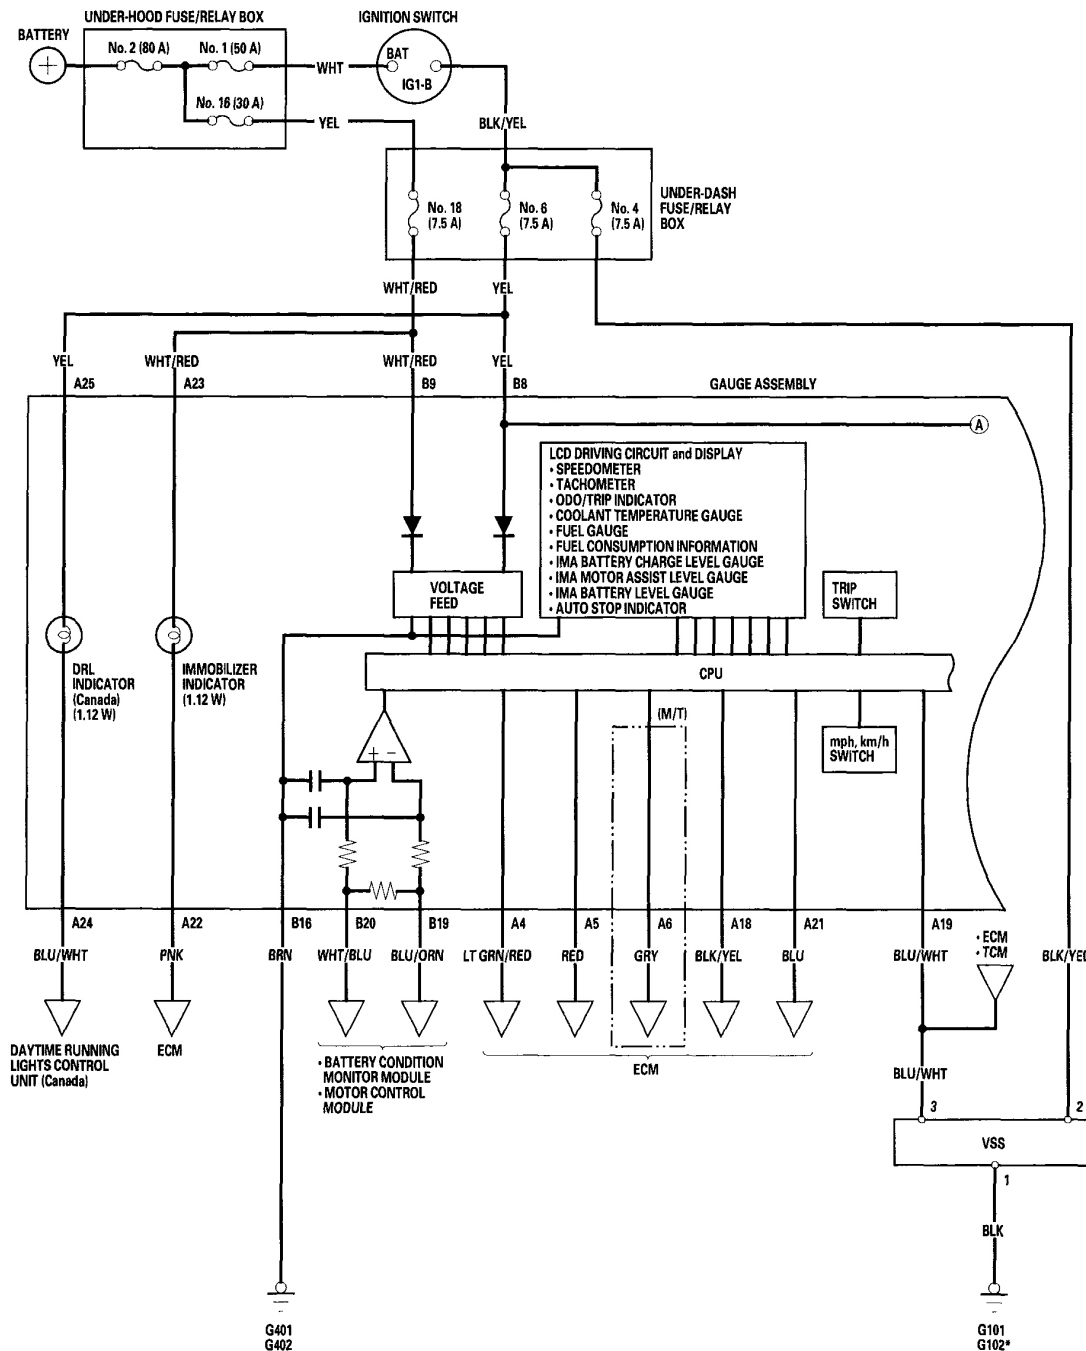 UNDER-HOOD FUSE/RELAY BOX
IGNITION SWITCH
BATTERY
No. 2 (80 A)
No. 1 (50 A)
BAT
WHT
IG1-B
No. 16 (30 A)
YEL
BLK/YEL
UNDER-DASH
FUSE/RELAY
BOX
No. 18
(7.5 A)
No. 6
(7.5 A)
No. 4
(7.5 A)
WHT/RED
YEL
YEL
WHT/RED
WHT/RED
YEL
A25
A23
B9
B8
GAUGE ASSEMBLY
A
LCD DRIVING CIRCUIT and DISPLAY
• SPEEDOMETER
• TACHOMETER
• ODO/TRIP INDICATOR
• COOLANT TEMPERATURE GAUGE
• FUEL GAUGE
• FUEL CONSUMPTION INFORMATION
• IMA BATTERY CHARGE LEVEL GAUGE
• IMA MOTOR ASSIST LEVEL GAUGE
• IMA BATTERY LEVEL GAUGE
• AUTO STOP INDICATOR
VOLTAGE
FEED
TRIP
SWITCH
DRL
INDICATOR
(Canada)
(1.12 W)
IMMOBILIZER
INDICATOR
(1.12 W)
CPU
(M/T)
mph, km/h
SWITCH
A24
A22
B16
B20
B19
A4
A5
A6
A18
A21
A19
• ECM
• TCM
BLU/WHT
PNK
BRN
WHT/BLU
BLU/ORN
LT GRN/RED
RED
GRY
BLK/YEL
BLU
BLU/WHT
BLK/YEL
DAYTIME RUNNING
LIGHTS CONTROL
UNIT (Canada)
ECM
• BATTERY CONDITION
MONITOR MODULE
• MOTOR CONTROL
MODULE
ECM
BLU/WHT
3
2
VSS
1
BLK
G401
G402
G101
G102*